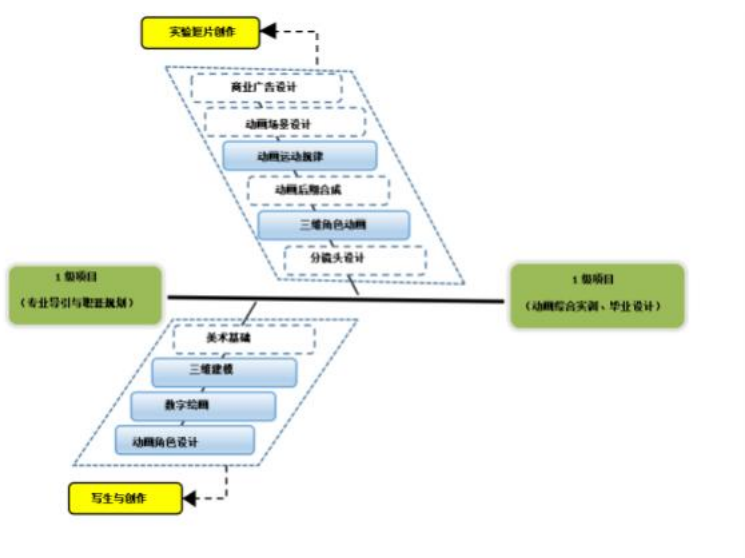 实验短片创作
商业广告设计
动画场景设计
动画运动规律
动画后期合成
三维角色动画
分镜头设计
1 级项目
（专业导引与职涯规划）
1 级项目
（动画综合实训、毕业设计）
美术基础
三维建模
数字绘画
动画角色设计
写生与创作